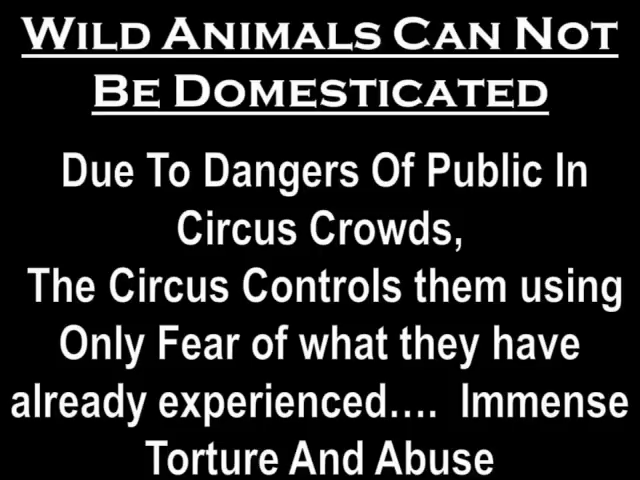 Wild Animals Can Not
Be Domesticated
Due To Dangers Of Public In
Circus Crowds,
The Circus Controls them using
Only Fear of what they have
already experienced.... Immense
Torture And Abuse